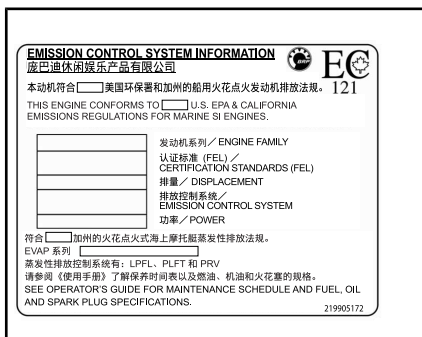 EMISSION CONTROL SYSTEM INFORMATION
庞巴迪休闲娱乐产品有限公司
BRP
EC
121
本动机符合 美国环保署和加州的船用火花点火发动机排放法规。
THIS ENGINE CONFORMS TO U.S. EPA & CALIFORNIA
EMISSIONS REGULATIONS FOR MARINE SI ENGINES.
发动机系列/ ENGINE FAMILY
认证标准 (FEL) /
CERTIFICATION STANDARDS (FEL)
排量/ DISPLACEMENT
排放控制系统/
EMISSION CONTROL SYSTEM
功率/ POWER
符合 加州的火花点火式海上摩托艇蒸发性排放法规。
EVAP 系列
蒸发性排放控制系统有: LPFL、PLFT 和 PRV
请参阅《使用手册》了解保养时间表以及燃油、机油和火花塞的规格。
SEE OPERATOR'S GUIDE FOR MAINTENANCE SCHEDULE AND FUEL, OIL
AND SPARK PLUG SPECIFICATIONS.
219905172